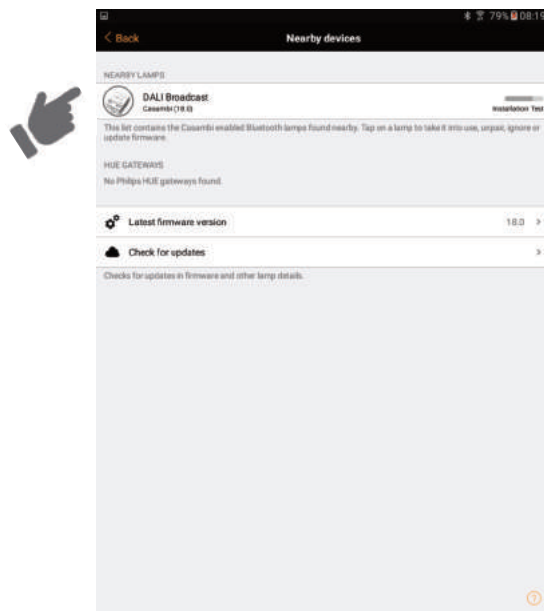 79% 08:19
< Back
Nearby devices
NEARBY LAMPS
DALI Broadcast
Casambi (18.0)
Installation Test
This list contains the Casambi enabled Bluetooth lamps found nearby. Tap on a lamp to take it into use, unpair, ignore or
update firmware.
HUE GATEWAYS
No Philips HUE gateways found.
Latest firmware version
18.0 >
Check for updates
>
Checks for updates in firmware and other lamp details.
?